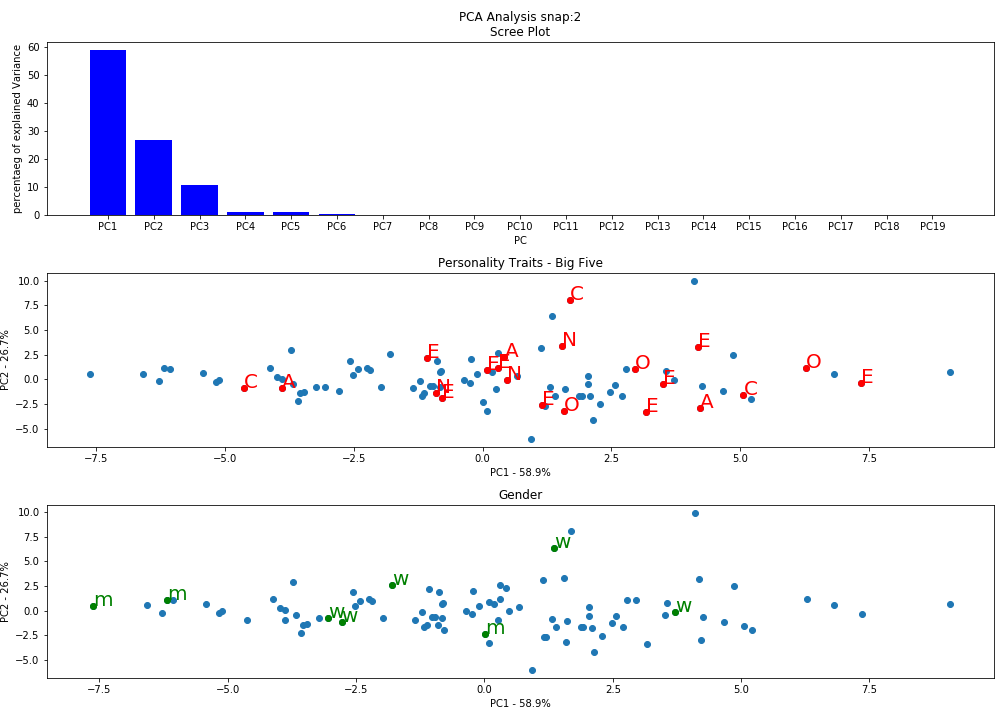 PCA Analysis snap:2
Scree Plot
percentaeg of explained Variance
60
50
40
30
20
10
0
PC1 PC2 PC3 PC4 PC5 PC6 PC7 PC8 PC9 PC10 PC11 PC12 PC13 PC14 PC15 PC16 PC17 PC18 PC19
PC
Personality Traits - Big Five
PC2 - 26.7%
10.0
7.5
5.0
2.5
0.0
−2.5
−5.0
C
N
E
E
A
E
E
N
O
O
E
E
C
A
N
E
E
O
E
A
C
−7.5 −5.0 −2.5 0.0 2.5 5.0 7.5
PC1 - 58.9%
Gender
PC2 - 26.7%
10.0
7.5
5.0
2.5
0.0
−2.5
−5.0
w
w
m
m
w
w
w
m
−7.5 −5.0 −2.5 0.0 2.5 5.0 7.5
PC1 - 58.9%